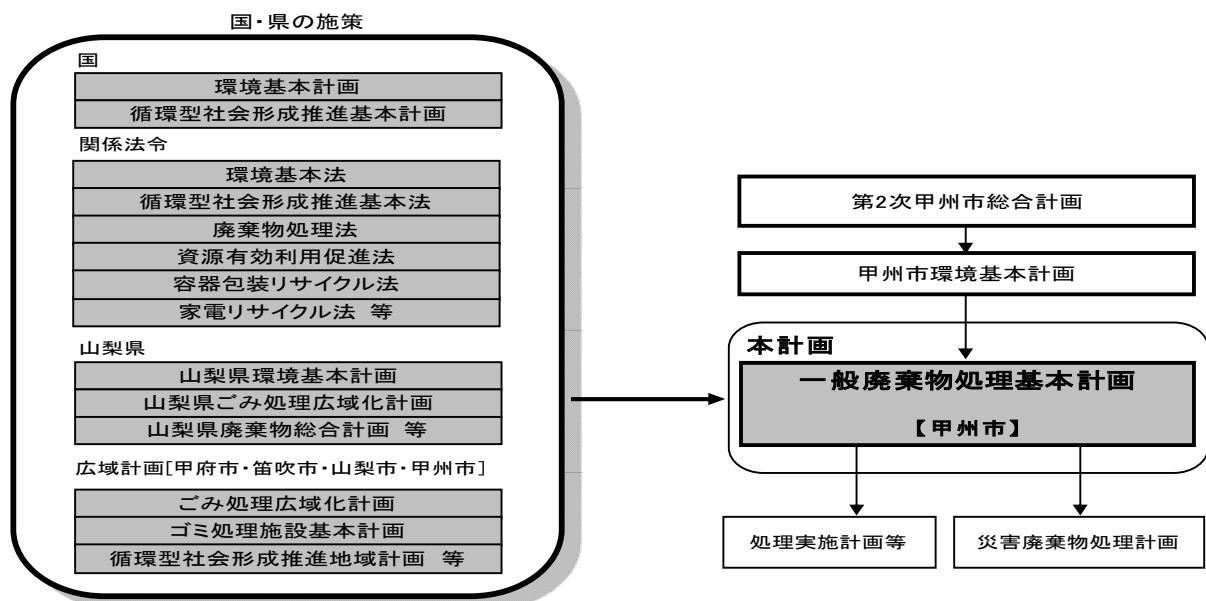 国・県の施策
国
環境基本計画
循環型社会形成推進基本計画
関係法令
環境基本法
循環型社会形成推進基本法
廃棄物処理法
資源有効利用促進法
容器包装リサイクル法
家電リサイクル法 等
山梨県
山梨県環境基本計画
山梨県ごみ処理広域化計画
山梨県廃棄物総合計画 等
広域計画[甲府市・笛吹市・山梨市・甲州市]
ごみ処理広域化計画
ゴミ処理施設基本計画
循環型社会形成推進地域計画 等
第2次甲州市総合計画
甲州市環境基本計画
本計画
一般廃棄物処理基本計画
【甲州市】
処理実施計画等
災害廃棄物処理計画